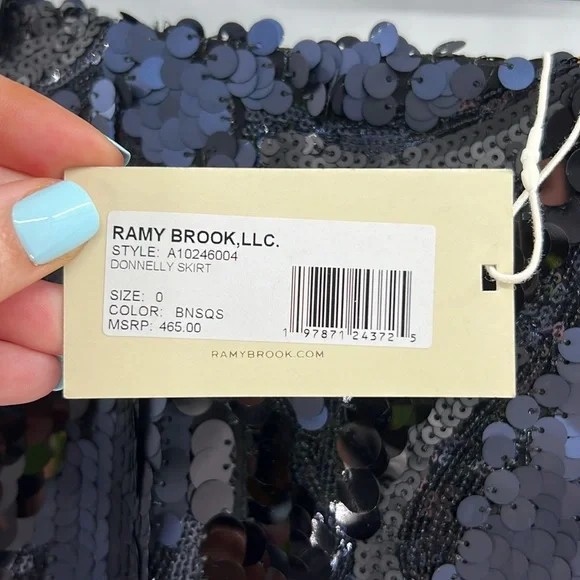 RAMY BROOK,LLC.
STYLE: A10246004
DONNELLY SKIRT
SIZE: 0
COLOR: BNSQS
MSRP: 465.00
1 97871 24372 5
RAMYBROOK.COM